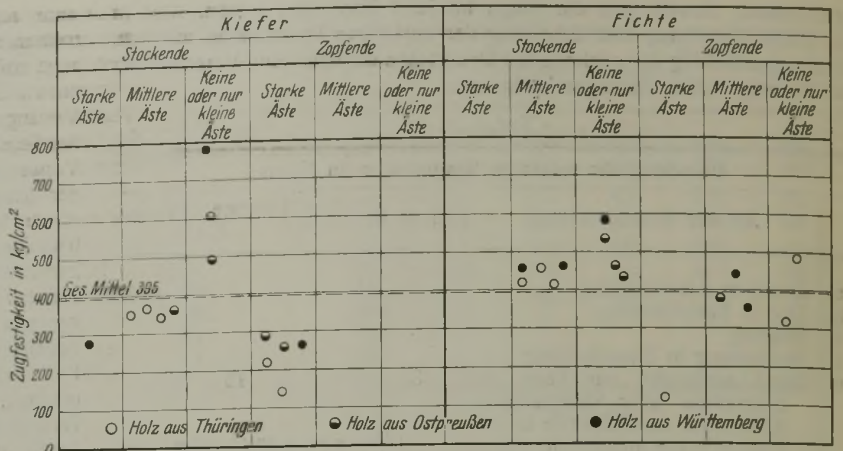 Kiefer Fichte
Stockende Zopfende Stockende Zopfende
Starke Äste Mittlere Äste Keine oder nur kleine Äste Starke Äste Mittlere Äste Keine oder nur kleine Äste Starke Äste Mittlere Äste Keine oder nur kleine Äste Starke Äste Mittlere Äste Keine oder nur kleine Äste
Zugfestigkeit in kg/cm²
800
700
600
500
Ges. Mittel 395
400
300
200
100
0
Holz aus Thüringen Holz aus Ostpreußen Holz aus Württemberg